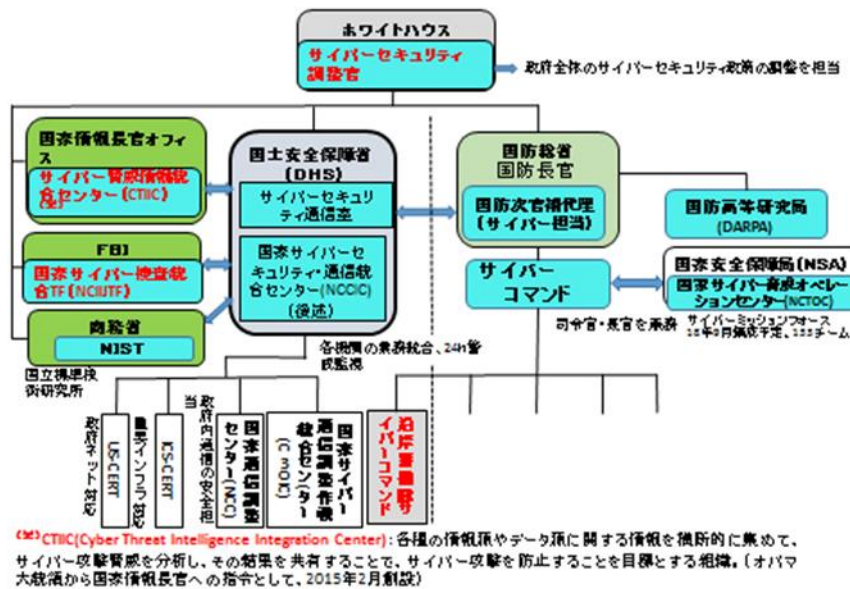 ホワイトハウス
サイバーセキュリティ
調整官
政府全体のサイバーセキュリティ政策の調整を担当
国家情報長官オフィ
ス
サイバー脅威情報統
合センター(CTIIC)
(注)
FBI
国家サイバー捜査統
合TF(NCIJTF)
商務省
NIST
国立標準技
術研究所
国土安全保障省
(DHS)
サイバーセキュリ
ティ通信室
国家サイバーセ
キュリティ・通信統
合センター(NCCIC)
(後述)
国防総省
国防長官
国防次官補代理
(サイバー担当)
サイバー
コマンド
国防高等研究局
(DARPA)
国家安全保障局(NSA)
国家サイバー脅威オペレー
ションセンター(NCTOC)
司令官・長官を兼務
サイバーミッションフォース
18年9月編成予定、133チーム
各機関の業務統合、24h警
戒監視
政府ネット対処
US-CERT
重要インフラ対処
ICS-CERT
政府内通信の安全担
当
国家通信調整
センター(NCC)
国家サイバー
通信調整作戦
統合センター
沿岸警備隊サ
イバーコマンド
(注)CTIIC(Cyber Threat Intelligence Integration Center):各種の情報源やデータ源に関する情報を横断的に集めて、
サイバー攻撃脅威を分析し、その結果を共有することで、サイバー攻撃を防止することを目標とする組織。(オバマ
大統領から国家情報長官への指令として、2015年2月創設)